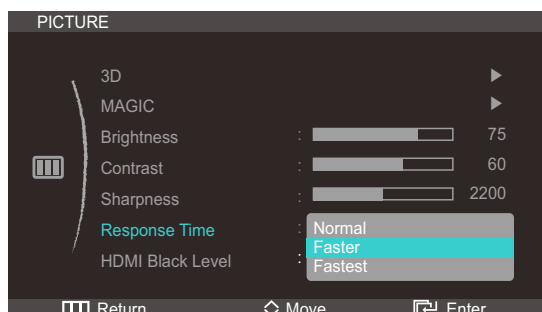 PICTURE
3D
MAGIC
Brightness : 75
Contrast : 60
Sharpness : 2200
Response Time : Normal
Faster
HDMI Black Level : Fastest
Return Move Enter